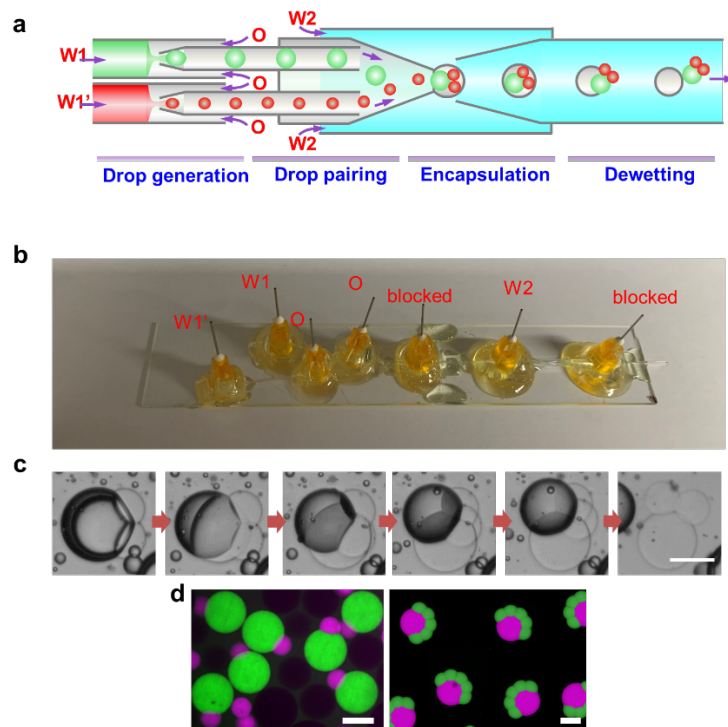 a
W2
O
W1
O
W1'
O
W2
Drop generation
Drop pairing
Encapsulation
Dewetting
b
W1
O
W1'
O
blocked
W2
blocked
c
d